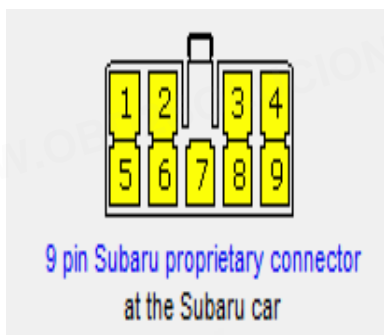 1 2 3 4
5 6 7 8 9
9 pin Subaru proprietary connector
at the Subaru car